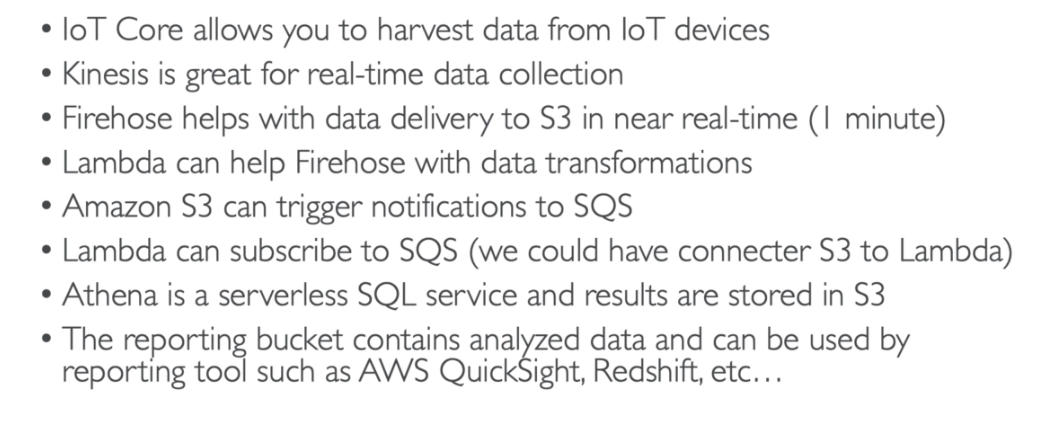 • IoT Core allows you to harvest data from IoT devices
• Kinesis is great for real-time data collection
• Firehose helps with data delivery to S3 in near real-time (1 minute)
• Lambda can help Firehose with data transformations
• Amazon S3 can trigger notifications to SQS
• Lambda can subscribe to SQS (we could have connecter S3 to Lambda)
• Athena is a serverless SQL service and results are stored in S3
• The reporting bucket contains analyzed data and can be used by
reporting tool such as AWS QuickSight, Redshift, etc…